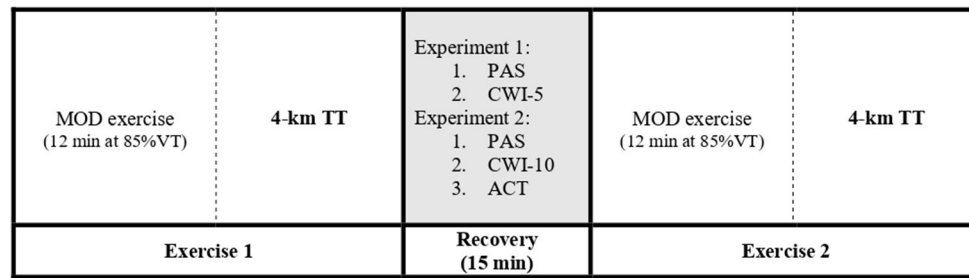 MOD exercise
(12 min at 85%VT)
4-km TT
Experiment 1:
1. PAS
2. CWI-5
Experiment 2:
1. PAS
2. CWI-10
3. ACT
MOD exercise
(12 min at 85%VT)
4-km TT
Exercise 1
Recovery
(15 min)
Exercise 2